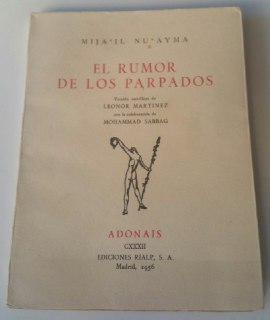 MIJA'IL NU'AYMA
EL RUMOR
DE LOS PARPADOS
Versión castellana de
LEONOR MARTINEZ
con la colaboración de
MOHAMMAD SABBAG
ADONAIS
CXXXII
EDICIONES RIALP, S. A.
Madrid, 1956